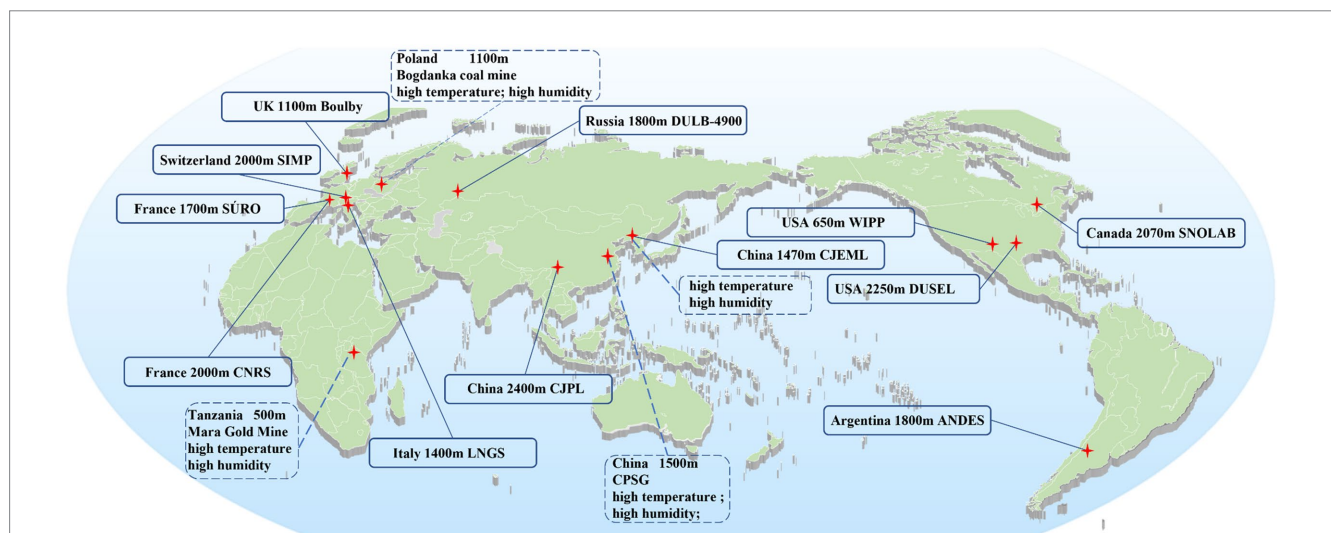 Poland 1100m
Bogdanka coal mine
high temperature; high humidity
UK 1100m Boulby
Russia 1800m DULB-4900
Switzerland 2000m SIMP
France 1700m SÚRO
USA 650m WIPP
Canada 2070m SNOLAB
China 1470m CJEML
high temperature
high humidity
USA 2250m DUSEL
France 2000m CNRS
China 2400m CJPL
Tanzania 500m
Mara Gold Mine
high temperature
high humidity
Italy 1400m LNGS
Argentina 1800m ANDES
China 1500m
CPSG
high temperature ;
high humidity;